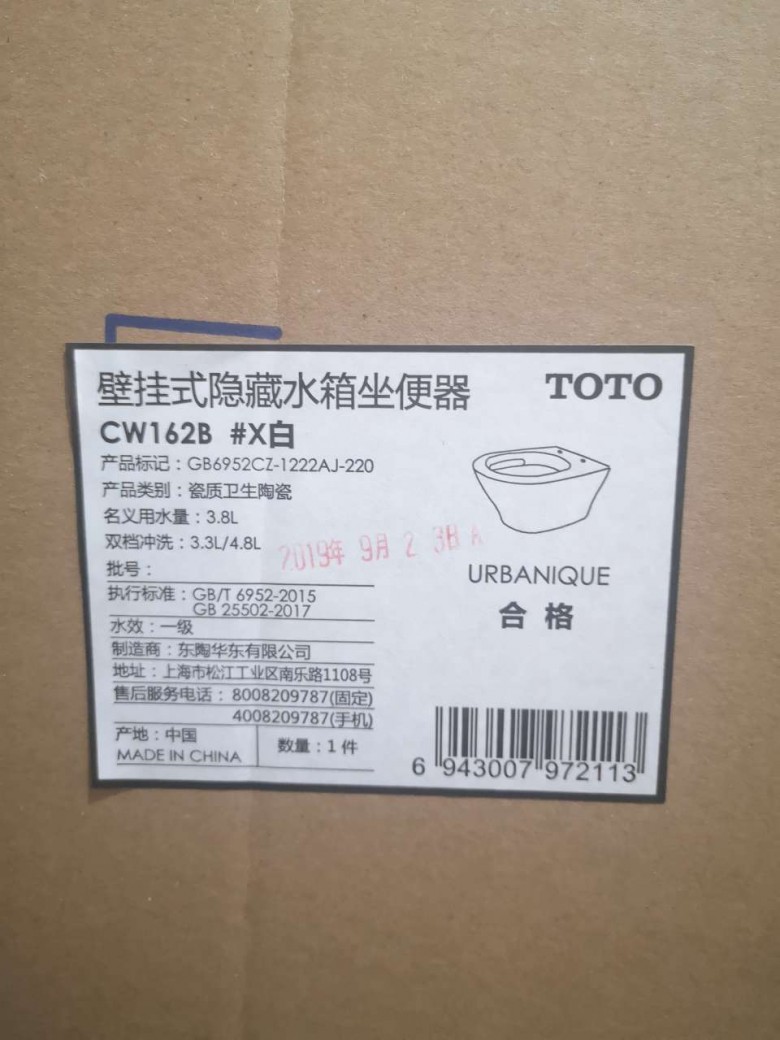 壁挂式隐藏水箱坐便器
TOTO
CW162B #X白
产品标记：GB6952CZ-1222AJ-220
产品类别：瓷质卫生陶瓷
名义用水量：3.8L
双档冲洗：3.3L/4.8L
2019年 9月 2 3日 A
批号：
执行标准：GB/T 6952-2015
GB 25502-2017
水效：一级
制造商：东陶华东有限公司
地址：上海市松江工业区南乐路1108号
售后服务电话：8008209787(固定)
4008209787(手机)
产地：中国
MADE IN CHINA
数量：1 件
URBANIQUE
合格
6 943007 972113